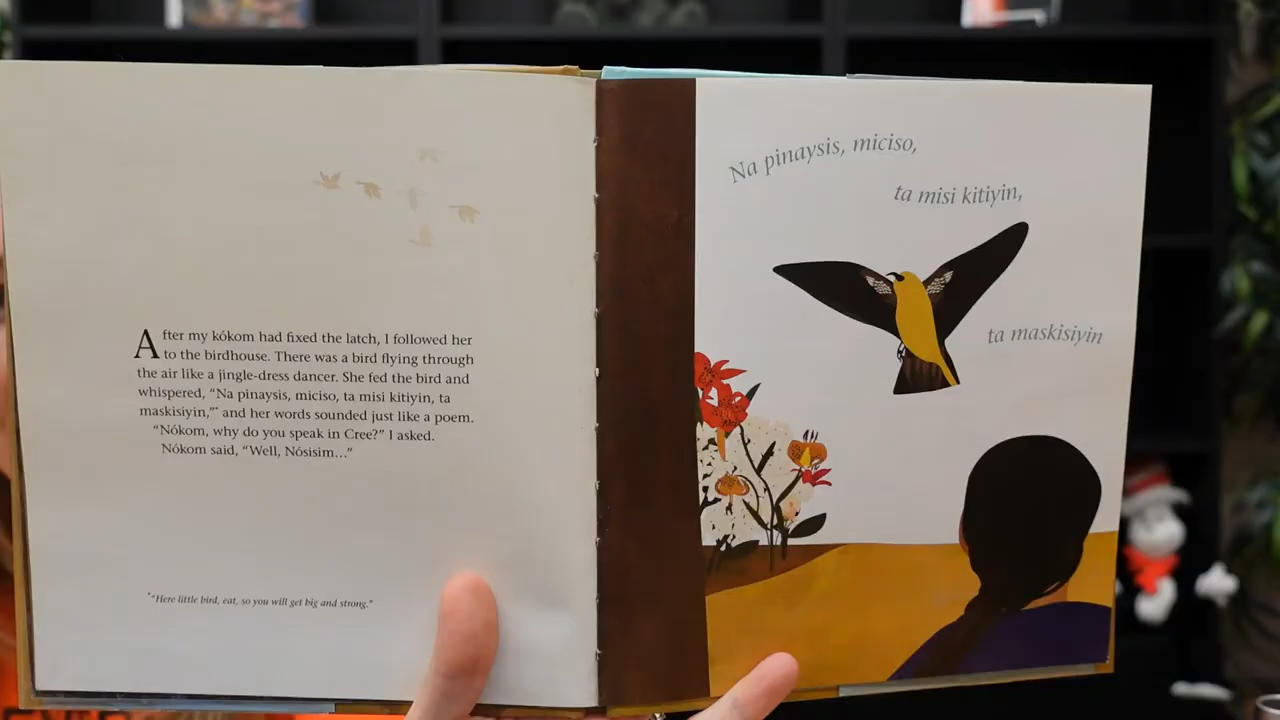 After my kókom had fixed the latch, I followed her
to the birdhouse. There was a bird flying through
the air like a jingle-dress dancer. She fed the bird and
whispered, “Na pinaysis, miciso, ta misi kitiyin, ta
maskisiyin,”* and her words sounded just like a poem.
“Nókom, why do you speak in Cree?” I asked.
Nókom said, “Well, Nósisim…”
*“Here little bird, eat, so you will get big and strong.”
Na pinaysis, miciso,
ta misi kitiyin,
ta maskisiyin